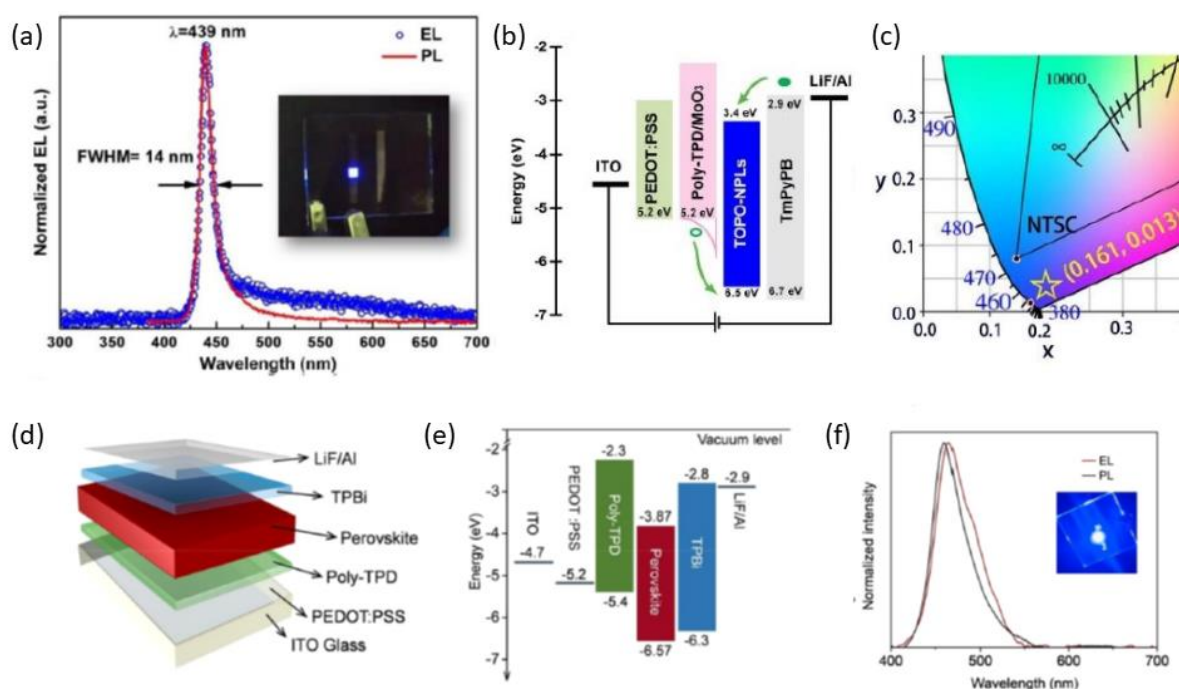 (a)
λ=439 nm
EL
PL
FWHM= 14 nm
Normalized EL (a.u.)
300 350 400 450 500 550 600 650 700
Wavelength (nm)
(b)
Energy (eV)
-2
-3
-4
-5
-6
-7
ITO
PEDOT:PSS
5.2 eV
Poly-TPD/MoO3
5.2 eV
3.4 eV
TOPO-NPLs
6.5 eV
2.9 eV
TmPyPB
6.7 eV
LiF/Al
(c)
y
0.3
0.2
0.1
0.0
490
480
470
460
380
10000
∞
NTSC
(0.161, 0.013)
0.0 0.1 0.2 0.3
x
(d)
LiF/Al
TPBi
Perovskite
Poly-TPD
PEDOT:PSS
ITO Glass
(e)
Vacuum level
Energy (eV)
-2
-3
-5
-7
ITO
-4.7
PEDOT :PSS
-5.2
-2.3
Poly-TPD
-5.4
-3.87
Perovskite
-6.57
-2.8
TPBi
-6.3
-2.9
LiF/Al
(f)
Normalized intensity
EL
PL
400 500 600 700
Wavelength (nm)